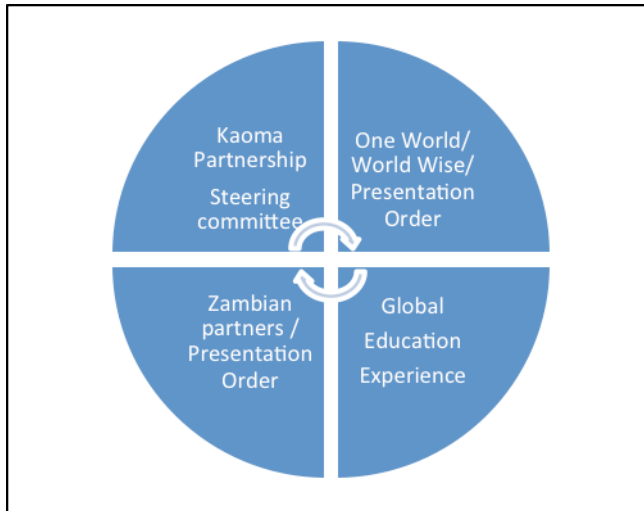 Kaoma
Partnership
Steering
committee
One World/
World Wise/
Presentation
Order
Zambian
partners /
Presentation
Order
Global
Education
Experience